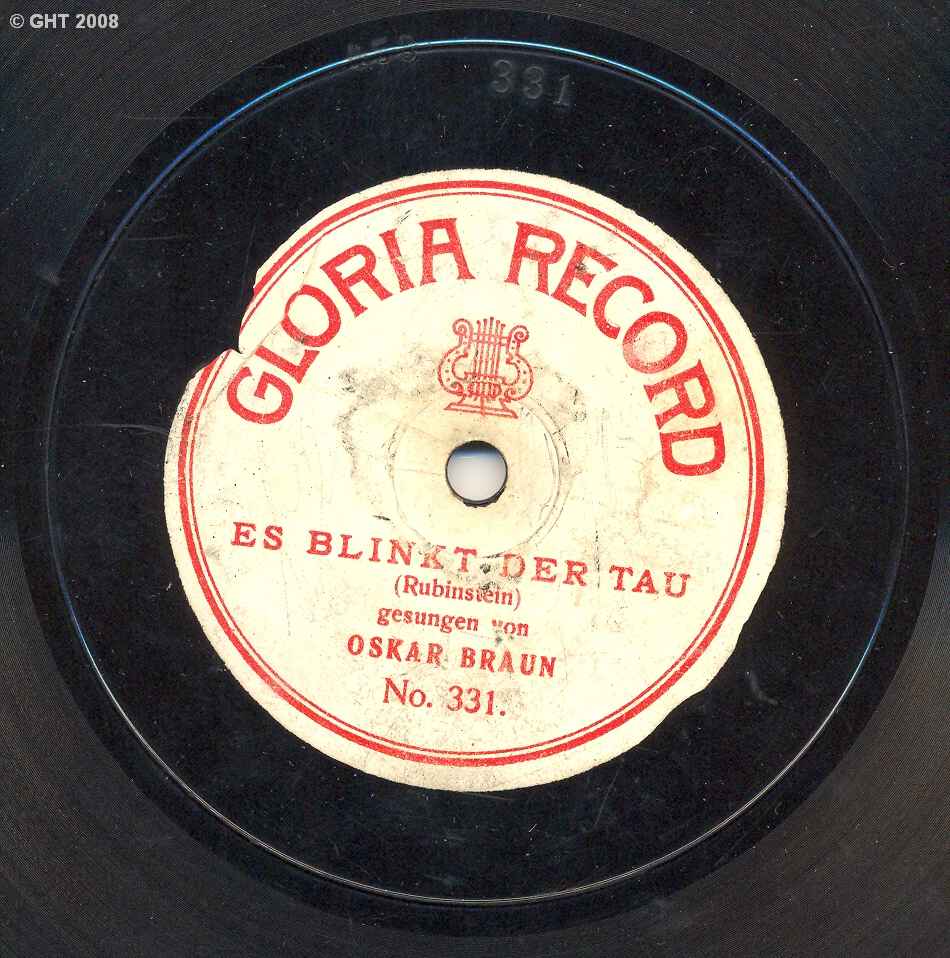 © GHT 2008
331
GLORIA RECORD
ES BLINKT DER TAU
(Rubinstein)
gesungen von
OSKAR BRAUN
No. 331.